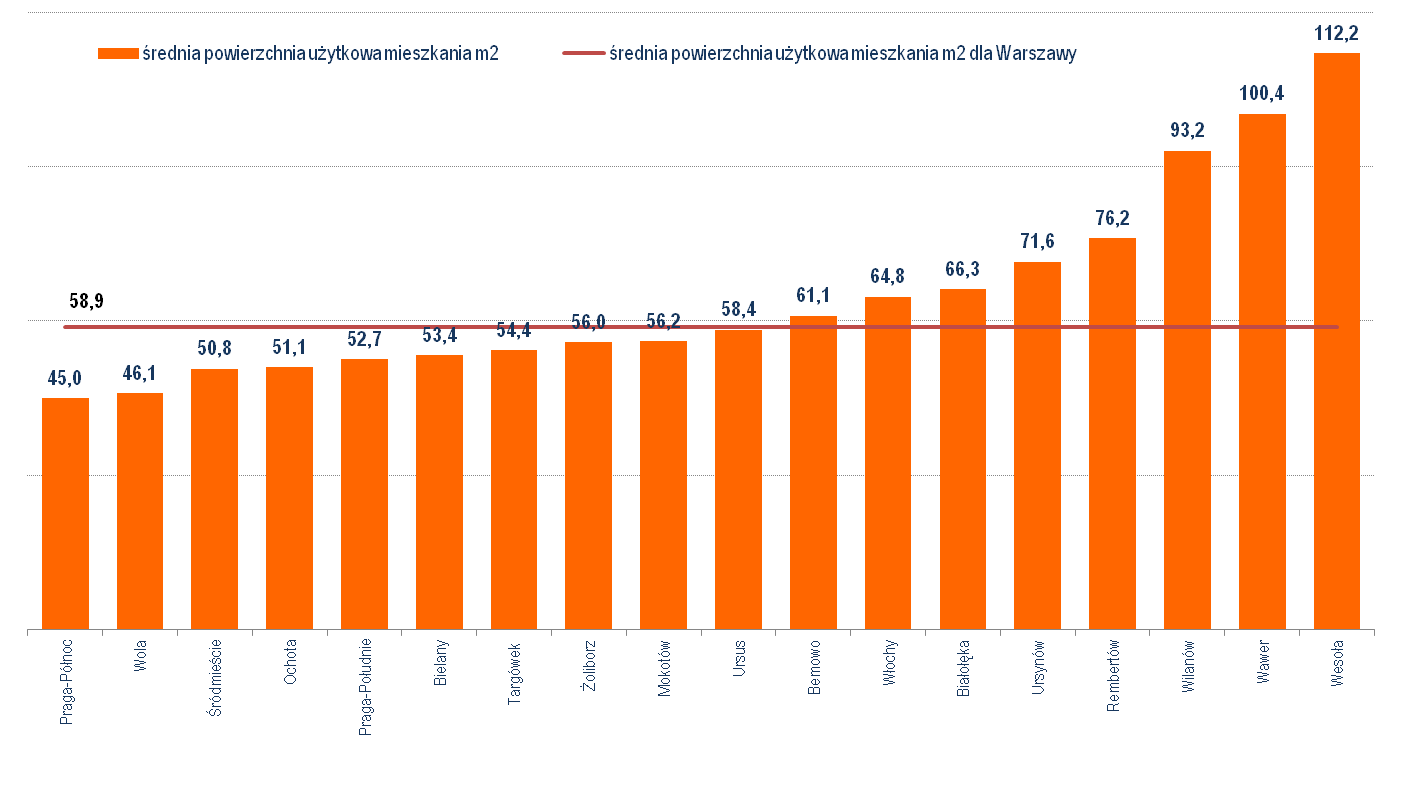 średnia powierzchnia użytkowa mieszkania m2
średnia powierzchnia użytkowa mieszkania m2 dla Warszawy
58,9
45,0
46,1
50,8
51,1
52,7
53,4
54,4
56,0
56,2
58,4
61,1
64,8
66,3
71,6
76,2
93,2
100,4
112,2
Praga-Północ
Wola
Śródmieście
Ochota
Praga-Południe
Bielany
Targówek
Żoliborz
Mokotów
Ursus
Bemowo
Włochy
Białołęka
Ursynów
Rembertów
Wilanów
Wawer
Wesoła